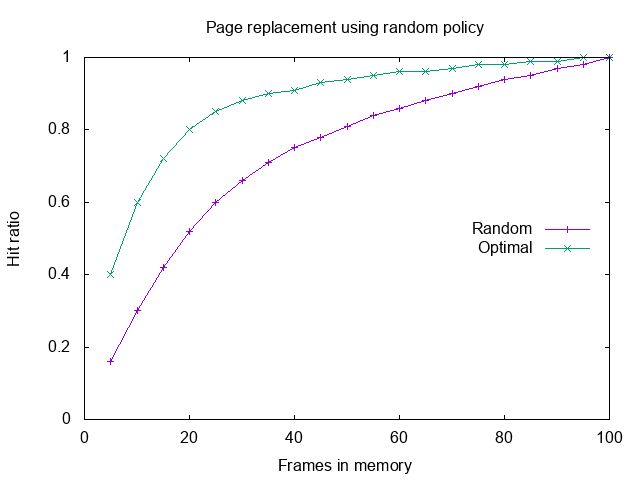 Page replacement using random policy
1
0.8
0.6
0.4
0.2
0
Hit ratio
Random
Optimal
0 20 40 60 80 100
Frames in memory